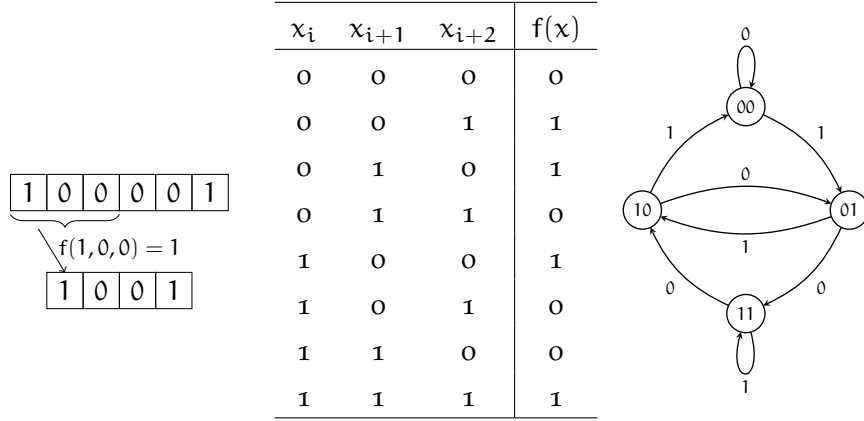 1 0 0 0 0 1
f(1, 0, 0) = 1
1 0 0 1
x_i x_{i+1} x_{i+2} f(x)
0 0 0 0
0 0 1 1
0 1 0 1
0 1 1 0
1 0 0 1
1 0 1 0
1 1 0 0
1 1 1 1
0
00
1 1
0
10 01
1
0 0
11
1